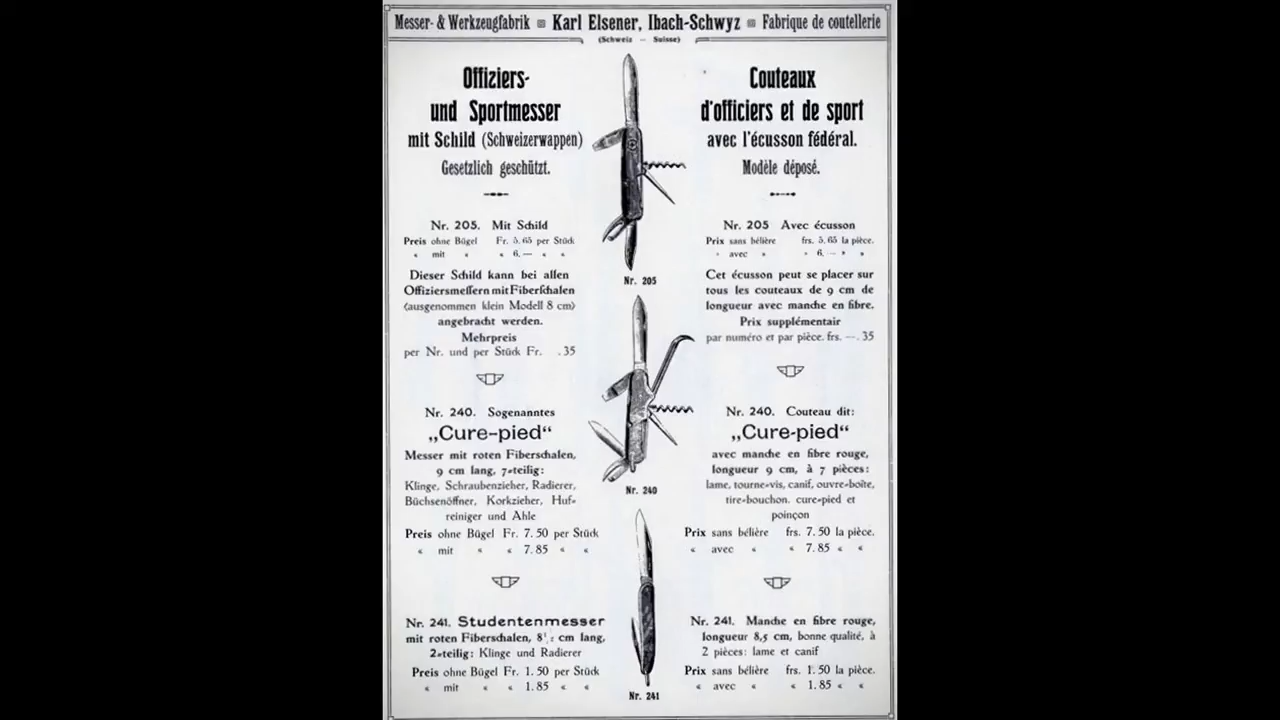 Messer- & Werkzeugfabrik Karl Elsener, Ibach-Schwyz Fabrique de coutellerie
(Schweiz — Suisse)
Offiziers-
und Sportmesser
mit Schild (Schweizerwappen)
Gesetzlich geschützt.
Nr. 205. Mit Schild
Preis ohne Bügel Fr. 5.65 per Stück
« mit « « 6.— « «
Dieser Schild kann bei allen
Offiziersmessern mit Fiberschalen
(ausgenommen klein Modell 8 cm)
angebracht werden.
Mehrpreis
per Nr. und per Stück Fr. .35
Nr. 240. Sogenanntes
„Cure-pied“
Messer mit roten Fiberschalen,
9 cm lang, 7-teilig:
Klinge, Schraubenzieher, Radierer,
Büchsenöffner, Korkzieher, Huf-
reiniger und Ahle
Preis ohne Bügel Fr. 7.50 per Stück
« mit « « 7.85 « «
Nr. 241. Studentenmesser
mit roten Fiberschalen, 8½ cm lang,
2-teilig: Klinge und Radierer
Preis ohne Bügel Fr. 1.50 per Stück
« mit « « 1.85 « «
Nr. 205
Nr. 240
Nr. 241
Couteaux
d'officiers et de sport
avec l'écusson fédéral.
Modèle déposé.
Nr. 205 Avec écusson
Prix sans bélière frs. 5.65 la pièce.
» avec » » 6.— » »
Cet écusson peut se placer sur
tous les couteaux de 9 cm de
longueur avec manche en fibre.
Prix supplémentair
par numéro et par pièce. frs. —.35
Nr. 240. Couteau dit:
„Cure-pied“
avec manche en fibre rouge,
longueur 9 cm, à 7 pièces:
lame, tourne-vis, canif, ouvre-boîte,
tire-bouchon. cure-pied et
poinçon
Prix sans bélière frs. 7.50 la pièce.
« avec « « 7.85 « «
Nr. 241. Manche en fibre rouge,
longueur 8,5 cm, bonne qualité, à
2 pièces: lame et canif
Prix sans bélière frs. 1.50 la pièce.
« avec « « 1.85 « «